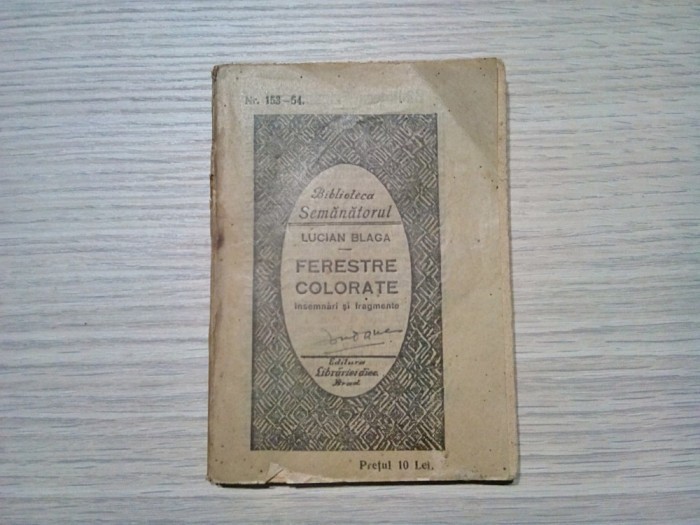 Nr. 153-54.
Biblioteca
Semănătorul
LUCIAN BLAGA
FERESTRE
COLORATE
însemnări și fragmente
Editura
Librăriei diec.
Arad
Prețul 10 Lei.